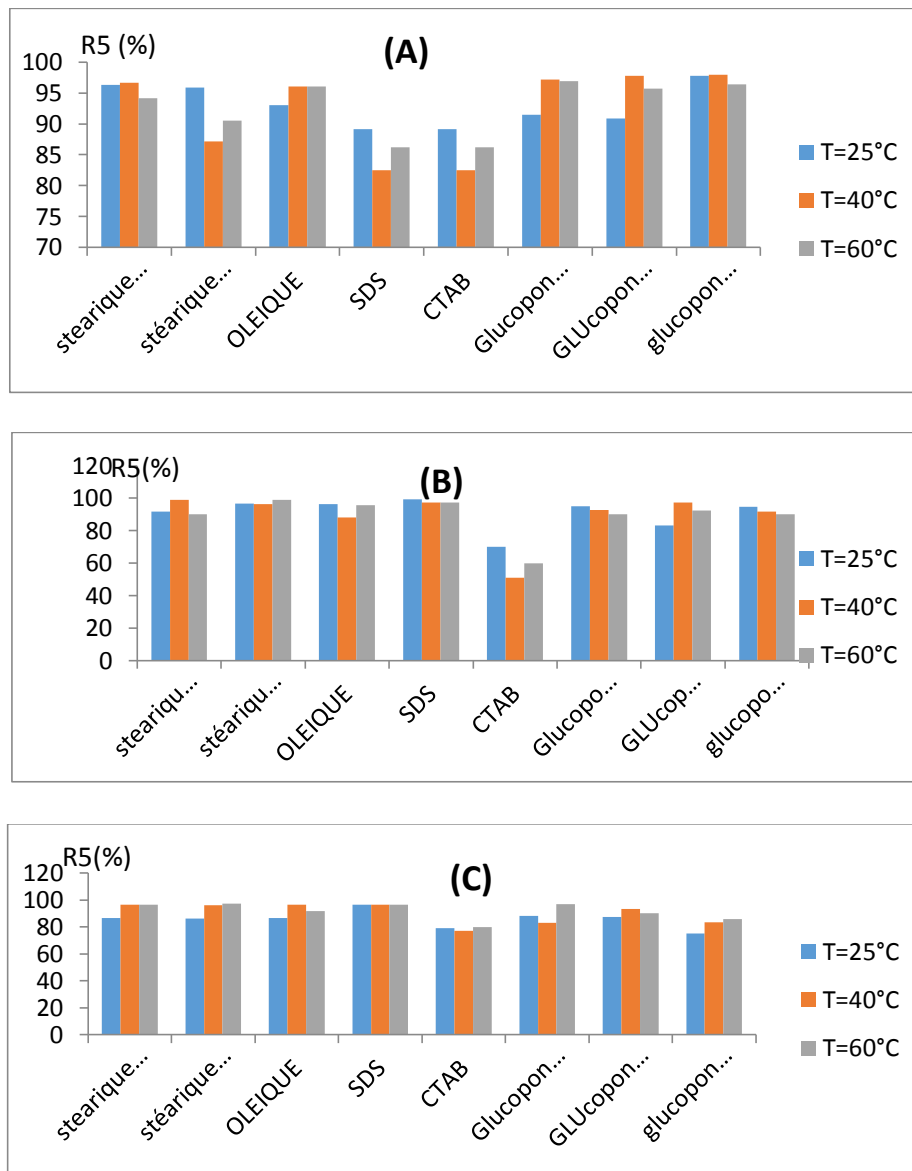 R5 (%)
(A)
100
95
90
85
80
75
70
stearique...
stéarique...
OLEIQUE
SDS
CTAB
Glucopon...
GLUcopon...
glucopon...
T=25°C
T=40°C
T=60°C
R5(%)
(B)
120
100
80
60
40
20
0
steariqu...
stéariqu...
OLEIQUE
SDS
CTAB
Glucopo...
GLUcop...
glucopo...
T=25°C
T=40°C
T=60°C
R5(%)
(C)
120
100
80
60
40
20
0
stearique...
stéarique...
OLEIQUE
SDS
CTAB
Glucopon...
GLUcopon...
glucopon...
T=25°C
T=40°C
T=60°C